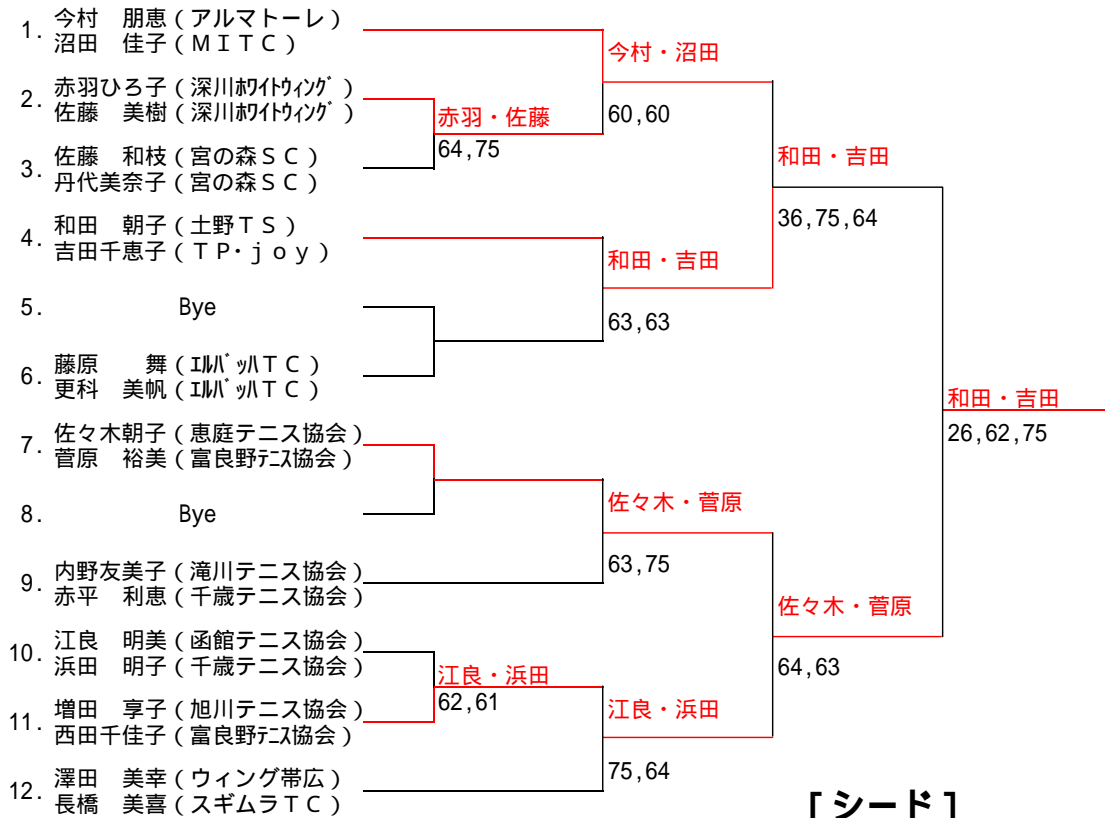 1. 今村　朋恵(アルマトーレ)
沼田　佳子(ＭＩＴＣ)
2. 赤羽ひろ子(深川ﾎﾜｲﾄｳｨﾝｸﾞ)
佐藤　美樹(深川ﾎﾜｲﾄｳｨﾝｸﾞ)
3. 佐藤　和枝(宮の森ＳＣ)
丹代美奈子(宮の森ＳＣ)
4. 和田　朝子(土野ＴＳ)
吉田千恵子(ＴＰ･ｊｏｙ)
5. Bye
6. 藤原　　舞(ｴﾙﾊﾞｯﾊＴＣ)
更科　美帆(ｴﾙﾊﾞｯﾊＴＣ)
7. 佐々木朝子(恵庭テニス協会)
菅原　裕美(富良野ﾃﾆｽ協会)
8. Bye
9. 内野友美子(滝川テニス協会)
赤平　利恵(千歳テニス協会)
10. 江良　明美(函館テニス協会)
浜田　明子(千歳テニス協会)
11. 増田　享子(旭川テニス協会)
西田千佳子(富良野ﾃﾆｽ協会)
12. 澤田　美幸(ウィング帯広)
長橋　美喜(スギムラＴＣ)
赤羽・佐藤
64,75
江良・浜田
62,61
今村・沼田
60,60
和田・吉田
63,63
佐々木・菅原
63,75
江良・浜田
75,64
和田・吉田
36,75,64
佐々木・菅原
64,63
和田・吉田
26,62,75
[シード]